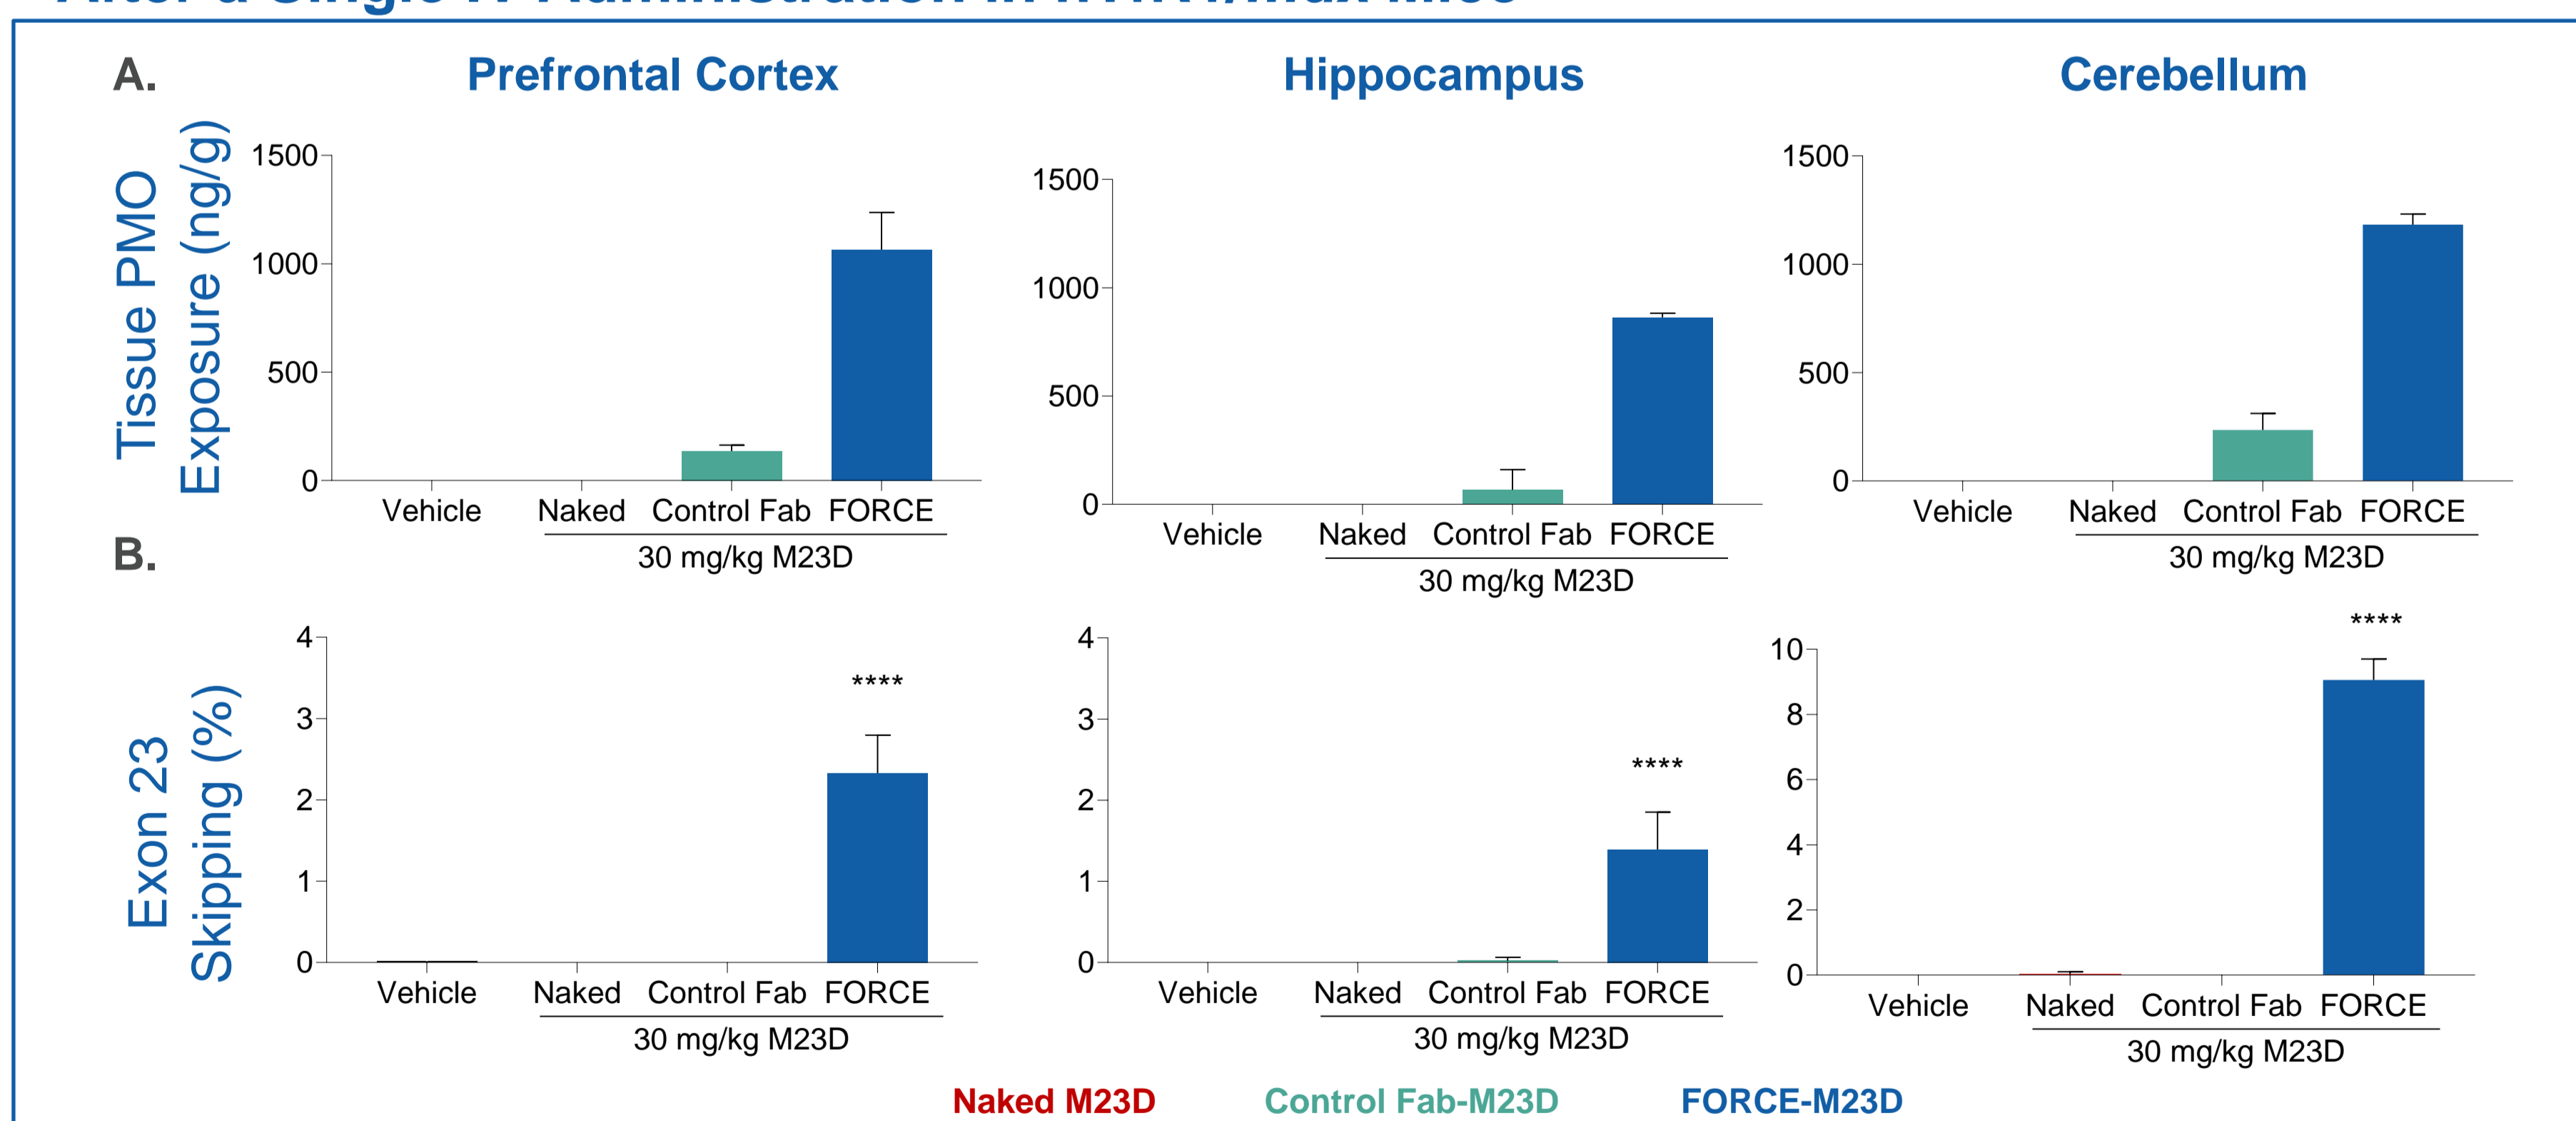 A.
Prefrontal Cortex
Hippocampus
Cerebellum
Tissue PMO
Exposure (ng/g)
1500
1000
500
0
Vehicle Naked Control Fab FORCE
30 mg/kg M23D
1500
1000
500
0
Vehicle Naked Control Fab FORCE
30 mg/kg M23D
1500
1000
500
0
Vehicle Naked Control Fab FORCE
30 mg/kg M23D
B.
Exon 23
Skipping (%)
4
3
2
1
0
****
Vehicle Naked Control Fab FORCE
30 mg/kg M23D
4
3
2
1
0
****
Vehicle Naked Control Fab FORCE
30 mg/kg M23D
10
8
6
4
2
0
****
Vehicle Naked Control Fab FORCE
30 mg/kg M23D
Naked M23D
Control Fab-M23D
FORCE-M23D